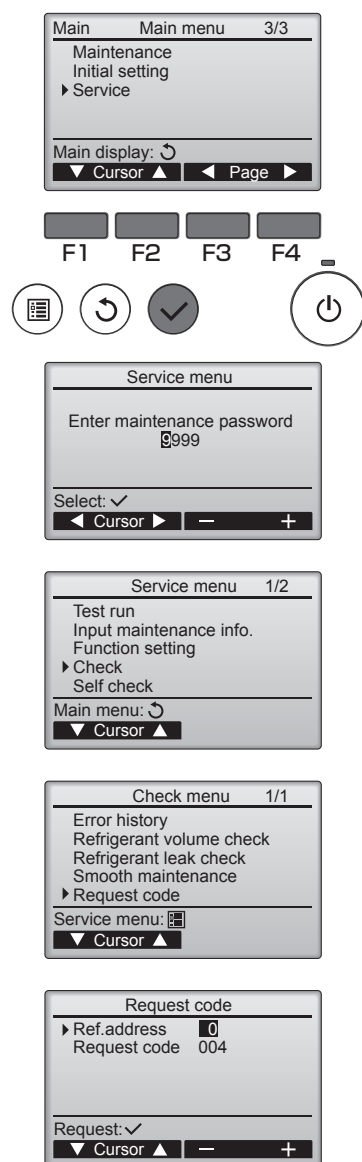 Main Main menu 3/3
Maintenance
Initial setting
Service
Main display:
Cursor Page
F1 F2 F3 F4
Service menu
Enter maintenance password
9999
Select:
Cursor − +
Service menu 1/2
Test run
Input maintenance info.
Function setting
Check
Self check
Main menu:
Cursor
Check menu 1/1
Error history
Refrigerant volume check
Refrigerant leak check
Smooth maintenance
Request code
Service menu:
Cursor
Request code
Ref.address 0
Request code 004
Request:
Cursor − +